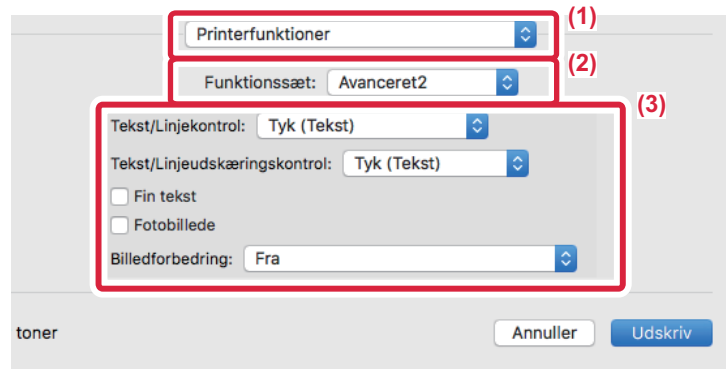 (1)
Printerfunktioner
(2)
Funktionssæt: Avanceret2
(3)
Tekst/Linjekontrol: Tyk (Tekst)
Tekst/Linjeudskæringskontrol: Tyk (Tekst)
Fin tekst
Fotobillede
Billedforbedring: Fra
toner Annuller Udskriv